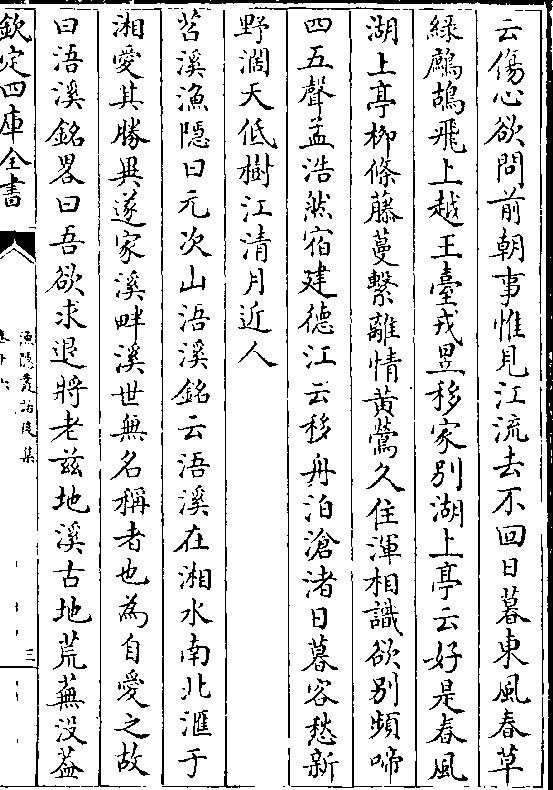 云傷心欲問前朝事惟見江流去不回日暮東風春草
綠鷓鴣飛上越王臺戎昱移家别湖上亭云好是春風
湖上亭柳條藤蔓繫離情黄鶯久住渾相識欲别頻啼
四五聲孟浩然宿建德江云移舟泊滄渚日暮客愁新
野濶天低樹江清月近人
苕溪漁隱曰元次山浯溪銘云浯溪在湘水南北滙于
湘愛其勝異遂家溪畔溪世無名稱者也為自愛之故
曰浯溪銘畧曰吾欲求退將老兹地溪古地荒蕪没葢
欽定四庫全書
漁隱叢話後集
三